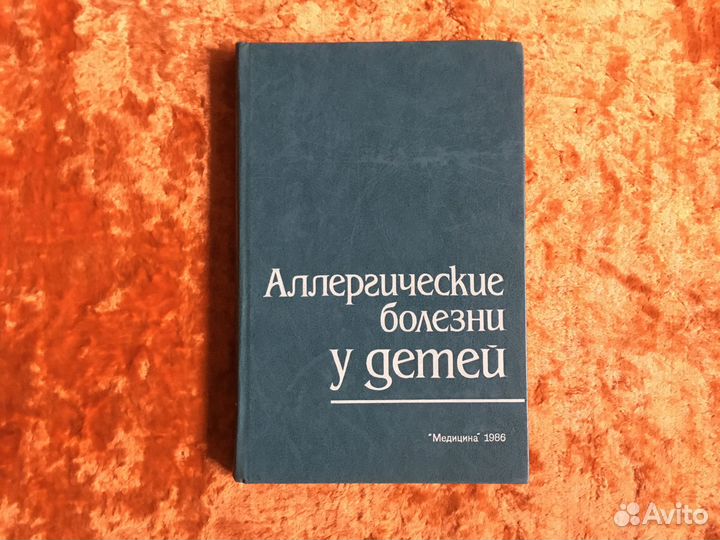 Аллергические
болезни
у детей
"Медицина" 1986
Avito